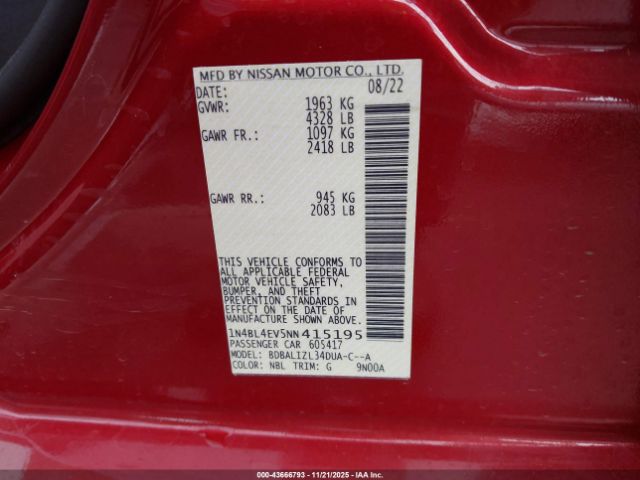 MFD BY NISSAN MOTOR CO., LTD.
DATE: 08/22
GVWR: 1963 KG
4328 LB
GAWR FR.: 1097 KG
2418 LB
GAWR RR.: 945 KG
2083 LB
THIS VEHICLE CONFORMS TO
ALL APPLICABLE FEDERAL
MOTOR VEHICLE SAFETY,
BUMPER, AND THEFT
PREVENTION STANDARDS IN
EFFECT ON THE DATE OF
MANUFACTURE SHOWN ABOVE.
1N4BL4EV5NN415195
PASSENGER CAR 60S417
MODEL: BDBALIZL34DUA-C--A
COLOR: NBL TRIM: G 9N00A
000-43666793 - 11/21/2025 - IAA Inc.